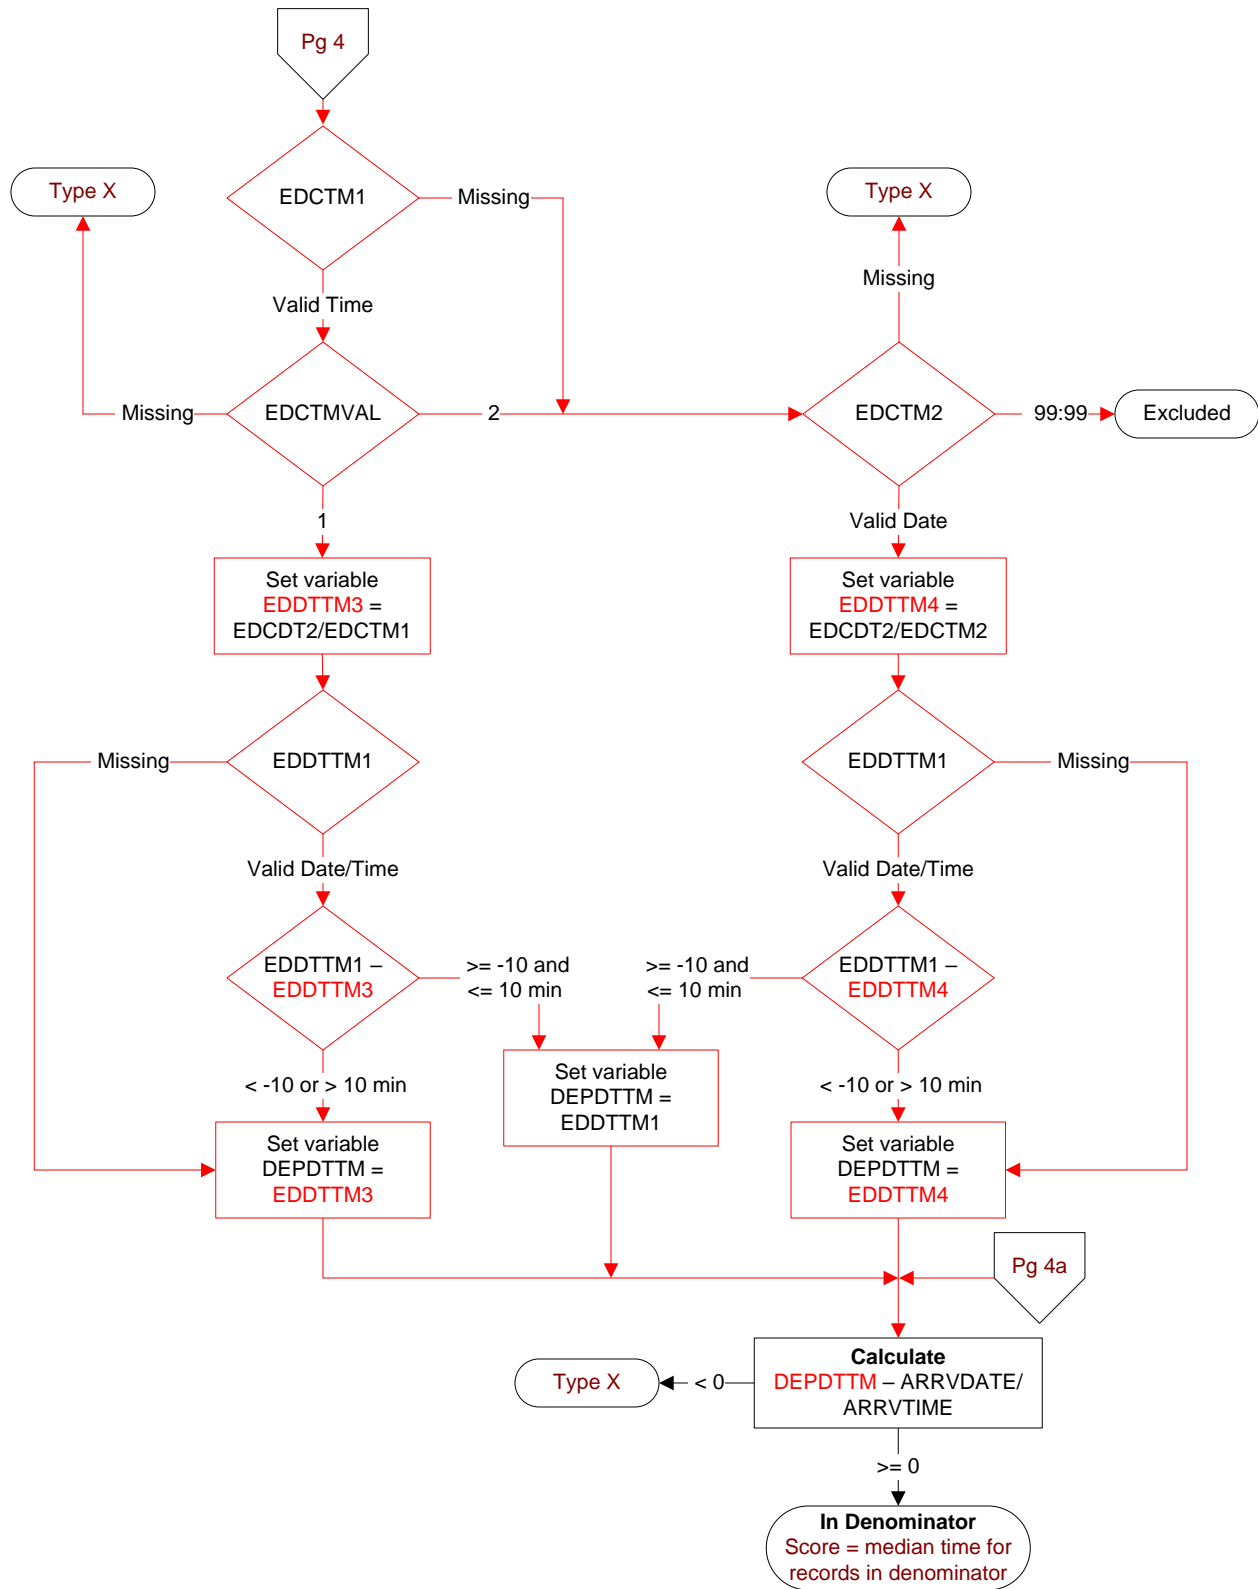 Pg 4
Type X
EDCTM1
Missing
Type X
Missing
Valid Time
Missing
EDCTMVAL
2
EDCTM2
99:99
Excluded
1
Valid Date
Set variable
EDDTTM3 =
EDCDT2/EDCTM1
Set variable
EDDTTM4 =
EDCDT2/EDCTM2
Missing
EDDTTM1
EDDTTM1
Missing
Valid Date/Time
Valid Date/Time
EDDTTM1 –
EDDTTM3
>= -10 and
<= 10 min
>= -10 and
<= 10 min
EDDTTM1 –
EDDTTM4
< -10 or > 10 min
Set variable
DEPDTTM =
EDDTTM1
< -10 or > 10 min
Set variable
DEPDTTM =
EDDTTM3
Set variable
DEPDTTM =
EDDTTM4
Pg 4a
Type X
< 0
Calculate
DEPDTTM – ARRVDATE/
ARRVTIME
>= 0
In Denominator
Score = median time for
records in denominator